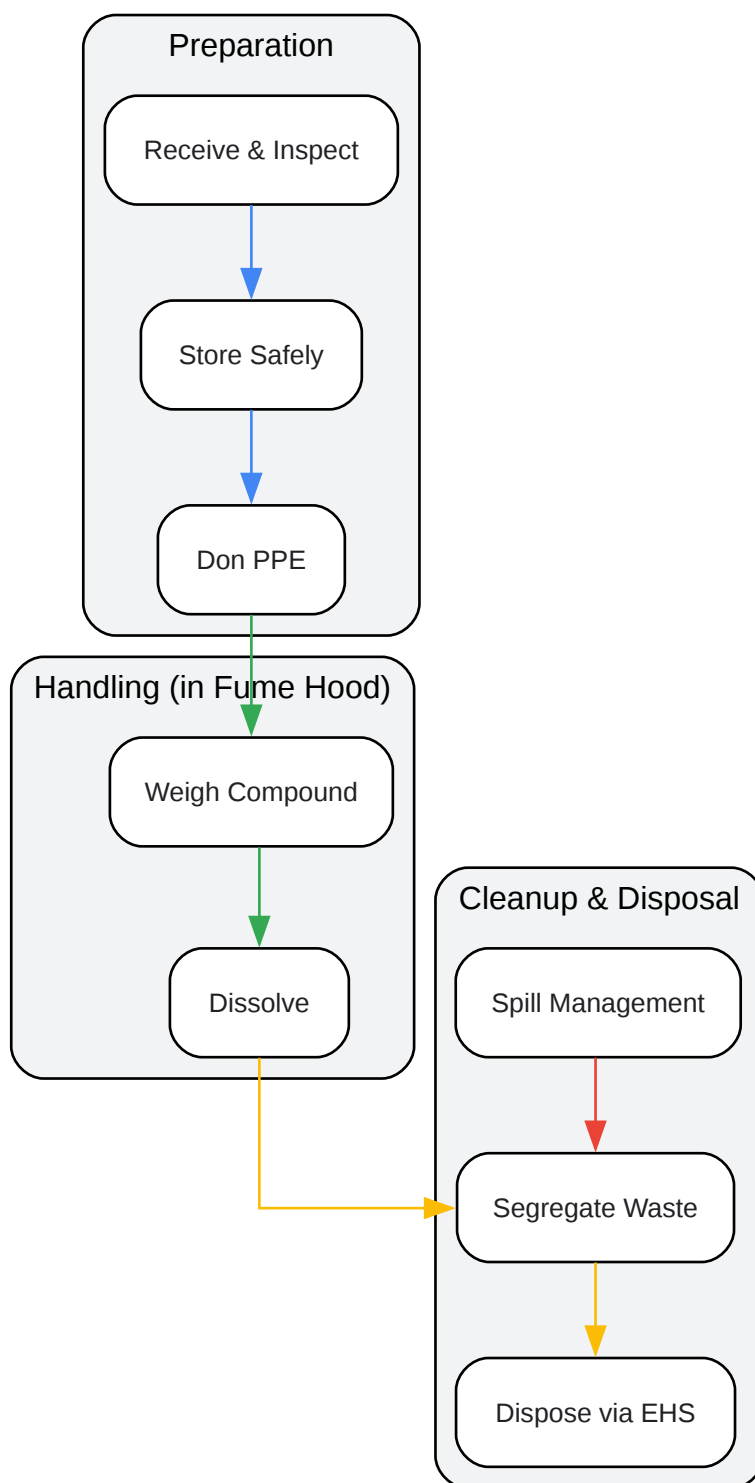 Preparation
Receive & Inspect
Store Safely
Don PPE
Handling (in Fume Hood)
Weigh Compound
Dissolve
Cleanup & Disposal
Spill Management
Segregate Waste
Dispose via EHS